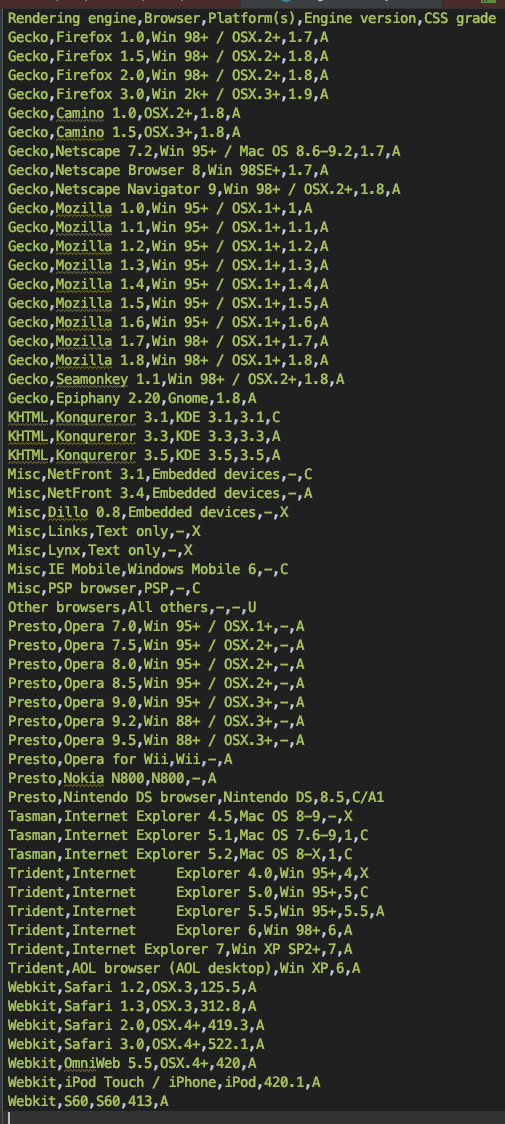 Rendering engine,Browser,Platform(s),Engine version,CSS grade
Gecko,Firefox 1.0,Win 98+ / OSX.2+,1.7,A
Gecko,Firefox 1.5,Win 98+ / OSX.2+,1.8,A
Gecko,Firefox 2.0,Win 98+ / OSX.2+,1.8,A
Gecko,Firefox 3.0,Win 2k+ / OSX.3+,1.9,A
Gecko,Camino 1.0,OSX.2+,1.8,A
Gecko,Camino 1.5,OSX.3+,1.8,A
Gecko,Netscape 7.2,Win 95+ / Mac OS 8.6-9.2,1.7,A
Gecko,Netscape Browser 8,Win 98SE+,1.7,A
Gecko,Netscape Navigator 9,Win 98+ / OSX.2+,1.8,A
Gecko,Mozilla 1.0,Win 95+ / OSX.1+,1,A
Gecko,Mozilla 1.1,Win 95+ / OSX.1+,1.1,A
Gecko,Mozilla 1.2,Win 95+ / OSX.1+,1.2,A
Gecko,Mozilla 1.3,Win 95+ / OSX.1+,1.3,A
Gecko,Mozilla 1.4,Win 95+ / OSX.1+,1.4,A
Gecko,Mozilla 1.5,Win 95+ / OSX.1+,1.5,A
Gecko,Mozilla 1.6,Win 95+ / OSX.1+,1.6,A
Gecko,Mozilla 1.7,Win 98+ / OSX.1+,1.7,A
Gecko,Mozilla 1.8,Win 98+ / OSX.1+,1.8,A
Gecko,Seamonkey 1.1,Win 98+ / OSX.2+,1.8,A
Gecko,Epiphany 2.20,Gnome,1.8,A
KHTML,Konqureror 3.1,KDE 3.1,3.1,C
KHTML,Konqureror 3.3,KDE 3.3,3.3,A
KHTML,Konqureror 3.5,KDE 3.5,3.5,A
Misc,NetFront 3.1,Embedded devices,-,C
Misc,NetFront 3.4,Embedded devices,-,A
Misc,Dillo 0.8,Embedded devices,-,X
Misc,Links,Text only,-,X
Misc,Lynx,Text only,-,X
Misc,IE Mobile,Windows Mobile 6,-,C
Misc,PSP browser,PSP,-,C
Other browsers,All others,-,-,U
Presto,Opera 7.0,Win 95+ / OSX.1+,-,A
Presto,Opera 7.5,Win 95+ / OSX.2+,-,A
Presto,Opera 8.0,Win 95+ / OSX.2+,-,A
Presto,Opera 8.5,Win 95+ / OSX.2+,-,A
Presto,Opera 9.0,Win 95+ / OSX.3+,-,A
Presto,Opera 9.2,Win 88+ / OSX.3+,-,A
Presto,Opera 9.5,Win 88+ / OSX.3+,-,A
Presto,Opera for Wii,Wii,-,A
Presto,Nokia N800,N800,-,A
Presto,Nintendo DS browser,Nintendo DS,8.5,C/A1
Tasman,Internet Explorer 4.5,Mac OS 8-9,-,X
Tasman,Internet Explorer 5.1,Mac OS 7.6-9,1,C
Tasman,Internet Explorer 5.2,Mac OS 8-X,1,C
Trident,Internet     Explorer 4.0,Win 95+,4,X
Trident,Internet     Explorer 5.0,Win 95+,5,C
Trident,Internet     Explorer 5.5,Win 95+,5.5,A
Trident,Internet     Explorer 6,Win 98+,6,A
Trident,Internet Explorer 7,Win XP SP2+,7,A
Trident,AOL browser (AOL desktop),Win XP,6,A
Webkit,Safari 1.2,OSX.3,125.5,A
Webkit,Safari 1.3,OSX.3,312.8,A
Webkit,Safari 2.0,OSX.4+,419.3,A
Webkit,Safari 3.0,OSX.4+,522.1,A
Webkit,OmniWeb 5.5,OSX.4+,420,A
Webkit,iPod Touch / iPhone,iPod,420.1,A
Webkit,S60,S60,413,A